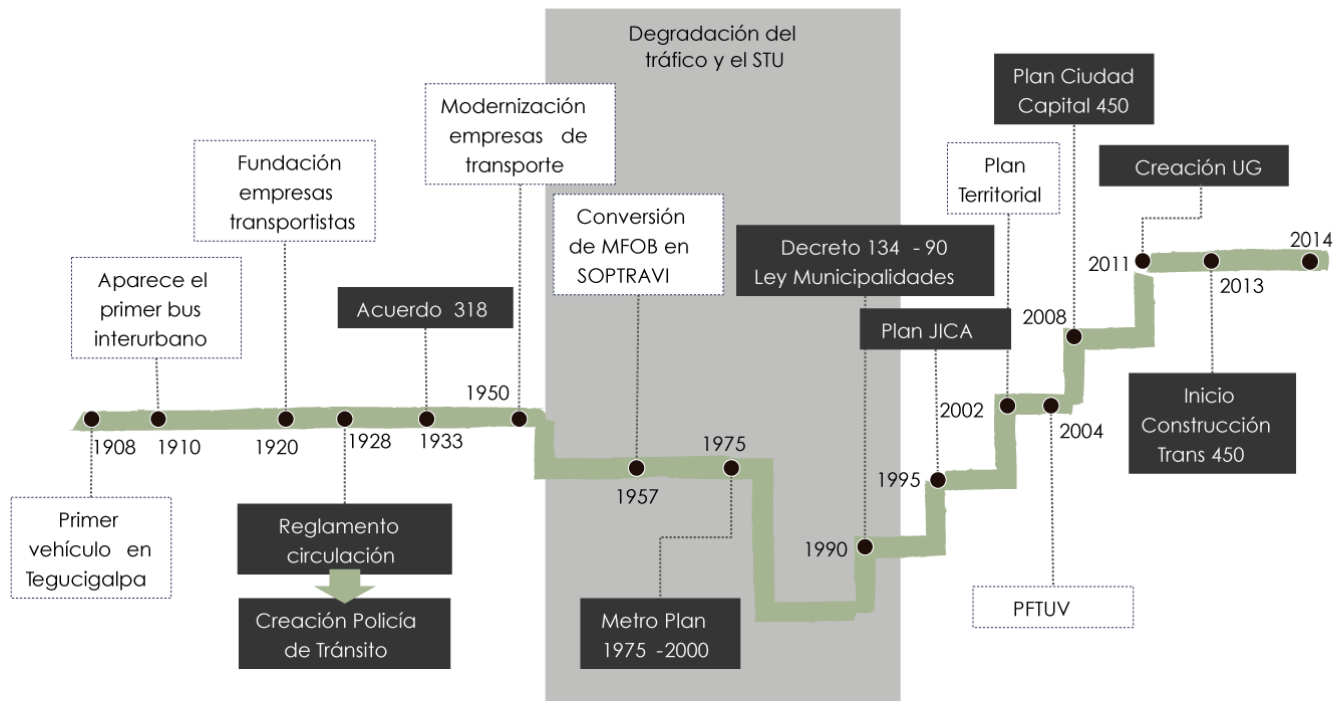 Degradación del
tráfico y el STU
Modernización
empresas de
transporte
Plan Ciudad
Capital 450
Fundación
empresas
transportistas
Plan
Territorial
Creación UG
Conversión
de MFOB en
SOPTRAVI
Decreto 134 - 90
Ley Municipalidades
Aparece el
primer bus
interurbano
Acuerdo 318
Plan JICA
1908
1910
1920
1928
1933
1950
1957
1975
1990
1995
2002
2004
2008
2011
2013
2014
Primer
vehículo en
Tegucigalpa
Reglamento
circulación
Creación Policía
de Tránsito
Metro Plan
1975 -2000
PFTUV
Inicio
Construcción
Trans 450